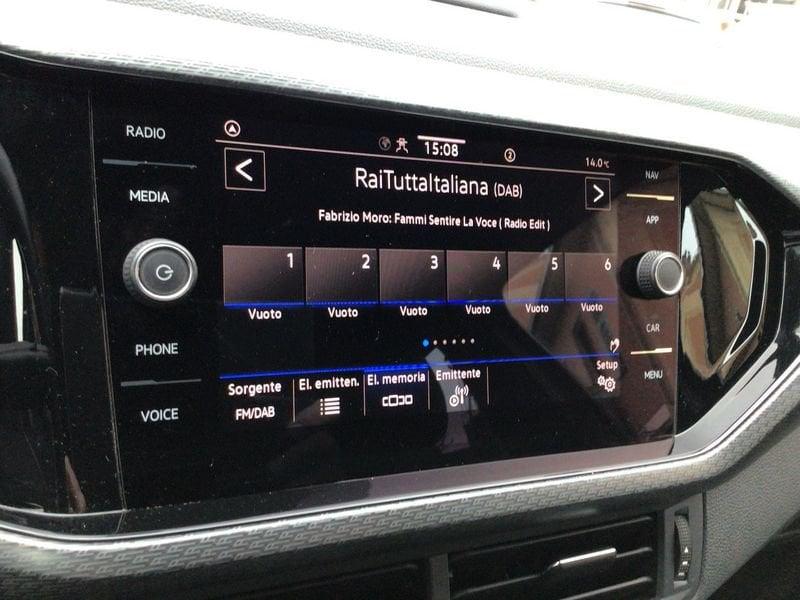 RADIO
MEDIA
PHONE
VOICE
15:08
2
14.0°C
RaiTuttaItaliana (DAB)
Fabrizio Moro: Fammi Sentire La Voce ( Radio Edit )
1 2 3 4 5 6
Vuoto Vuoto Vuoto Vuoto Vuoto Vuoto
Sorgente El. emitten. El. memoria Emittente Setup
FM/DAB
NAV
APP
CAR
MENU